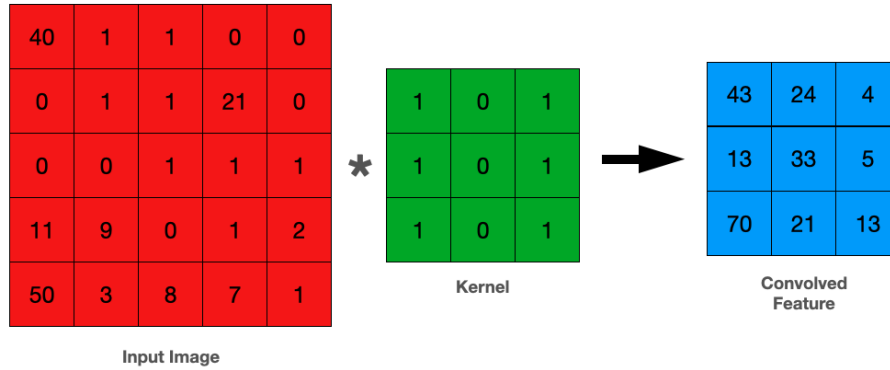 40 1 1 0 0
0 1 1 21 0
0 0 1 1 1
11 9 0 1 2
50 3 8 7 1
Input Image
*
1 0 1
1 0 1
1 0 1
Kernel
43 24 4
13 33 5
70 21 13
Convolved
Feature